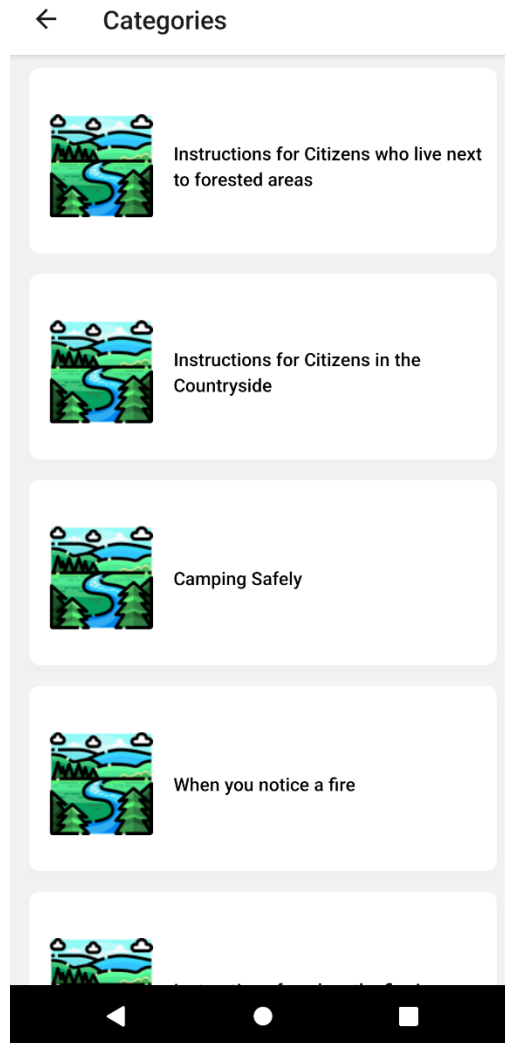 Categories
Instructions for Citizens who live next
to forested areas
Instructions for Citizens in the
Countryside
Camping Safely
When you notice a fire